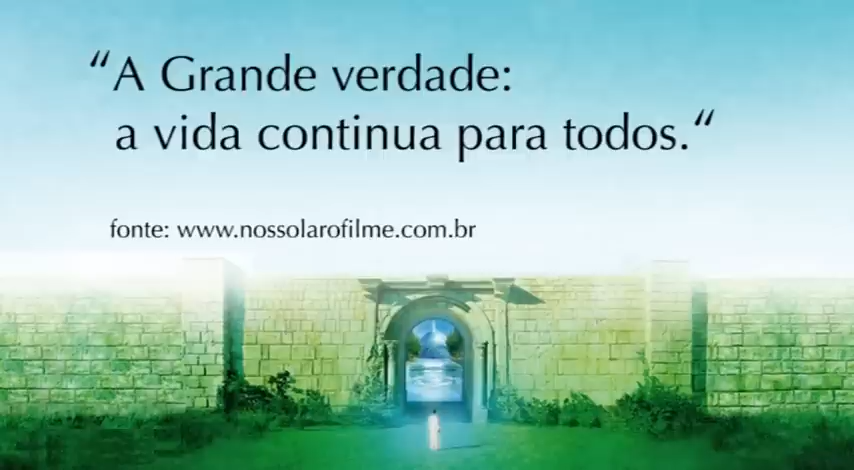 “A Grande verdade:
a vida continua para todos.“
fonte: www.nossolarofilme.com.br